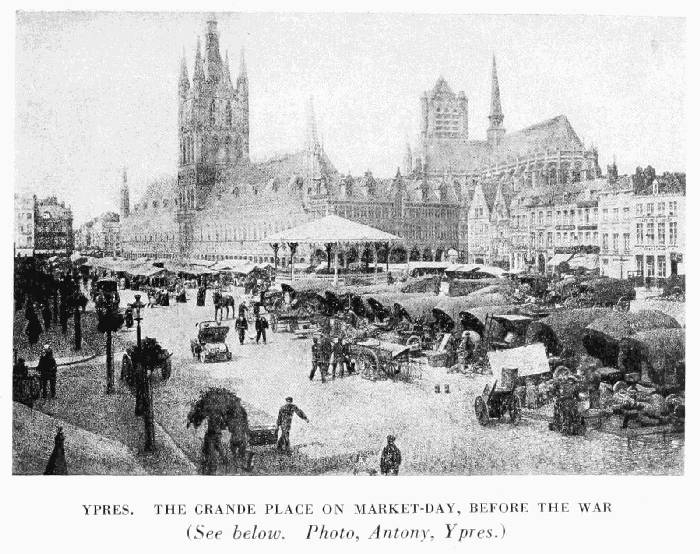 YPRES. THE GRANDE PLACE ON MARKET-DAY, BEFORE THE WAR
(See below. Photo, Antony, Ypres.)